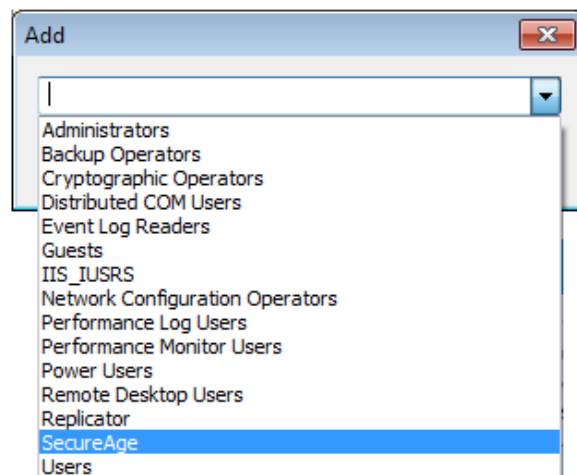 Add
Administrators
Backup Operators
Cryptographic Operators
Distributed COM Users
Event Log Readers
Guests
IIS_IUSRS
Network Configuration Operators
Performance Log Users
Performance Monitor Users
Power Users
Remote Desktop Users
Replicator
SecureAge
Users